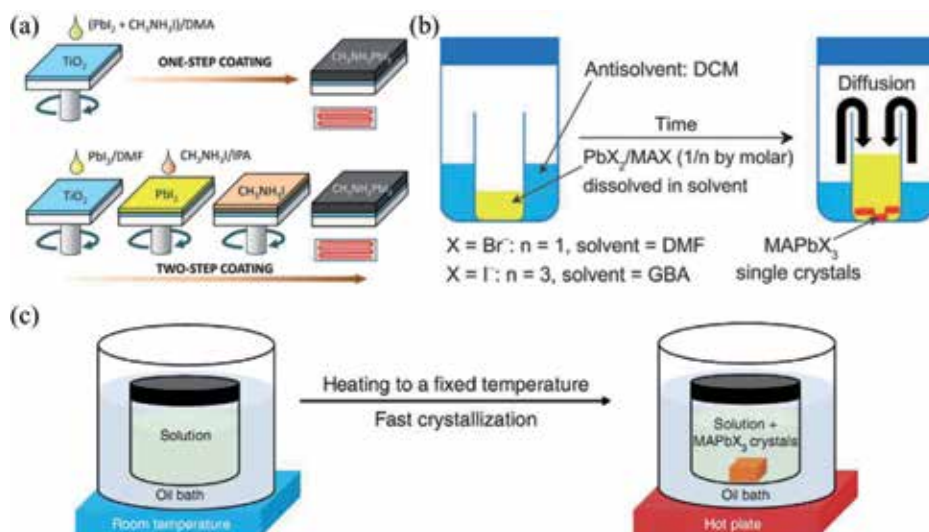 (a)
(PbI₂ + CH₃NH₃I)/DMA
TiO₂
ONE-STEP COATING
CH₃NH₃PbI₃
PbI₂/DMF
CH₃NH₃I/IPA
TiO₂
PbI₂
CH₃NH₃I
CH₃NH₃PbI₃
TWO-STEP COATING
(b)
Antisolvent: DCM
Time
PbX₂/MAX (1/n by molar)
dissolved in solvent
Diffusion
X = Br⁻: n = 1, solvent = DMF
X = I⁻: n = 3, solvent = GBA
MAPbX₃
single crystals
(c)
Solution
Oil bath
Room temperature
Heating to a fixed temperature
Fast crystallization
Solution +
MAPbX₃ crystals
Oil bath
Hot plate